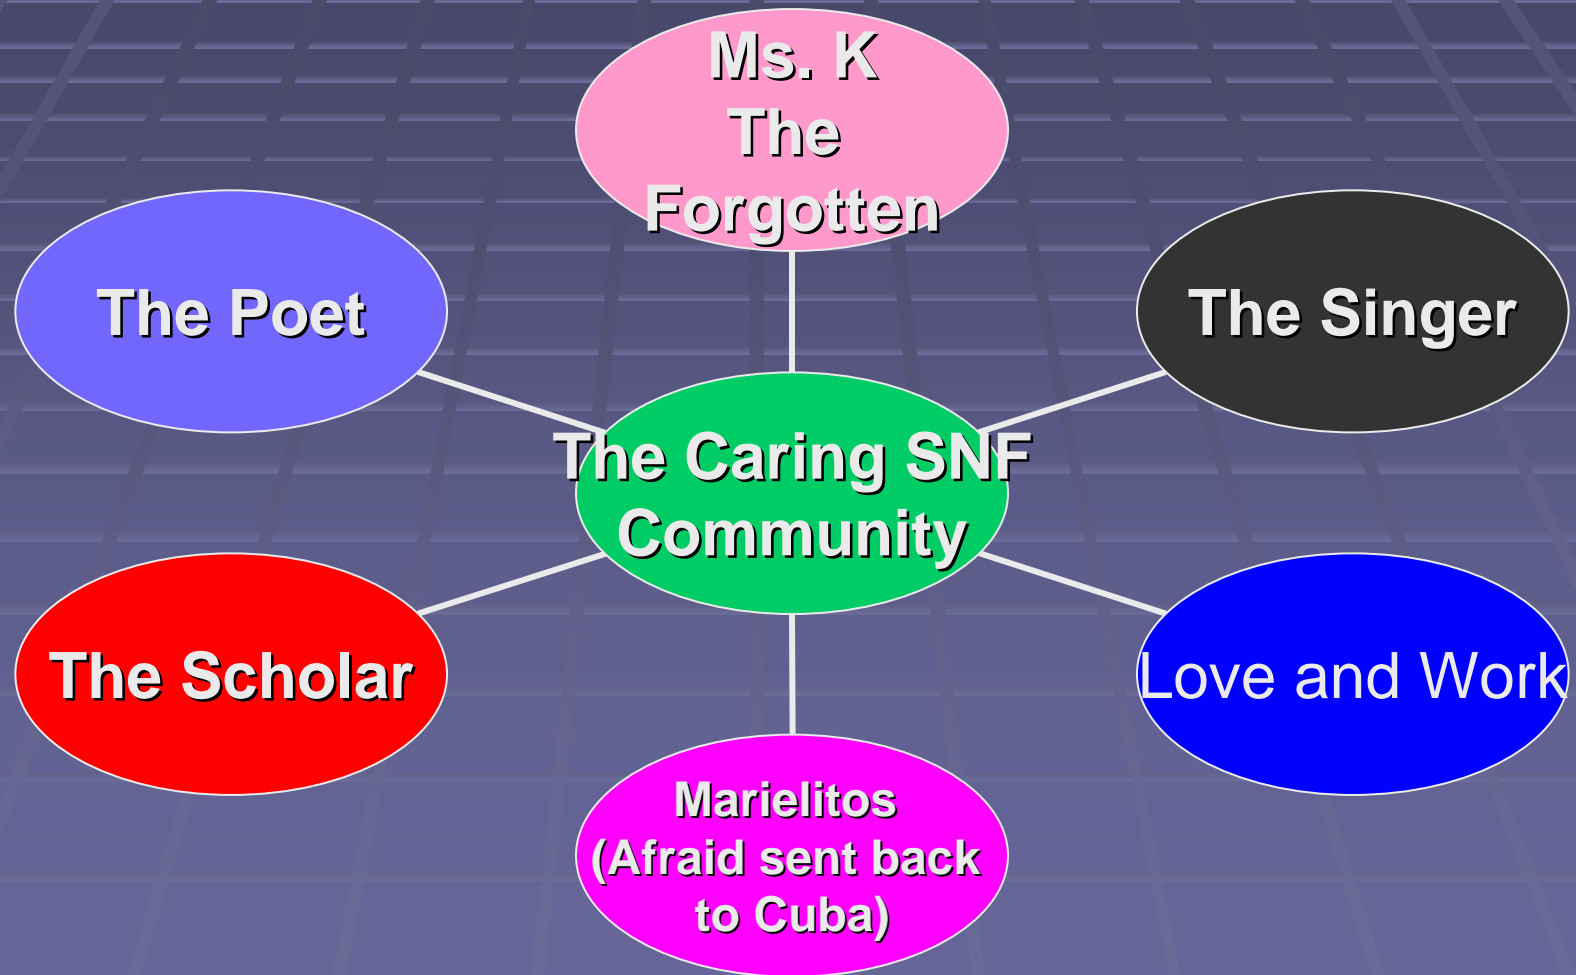 Ms. K
The
Forgotten
The Poet
The Singer
The Caring SNF
Community
The Scholar
Love and Work
Marielitos
(Afraid sent back
to Cuba)